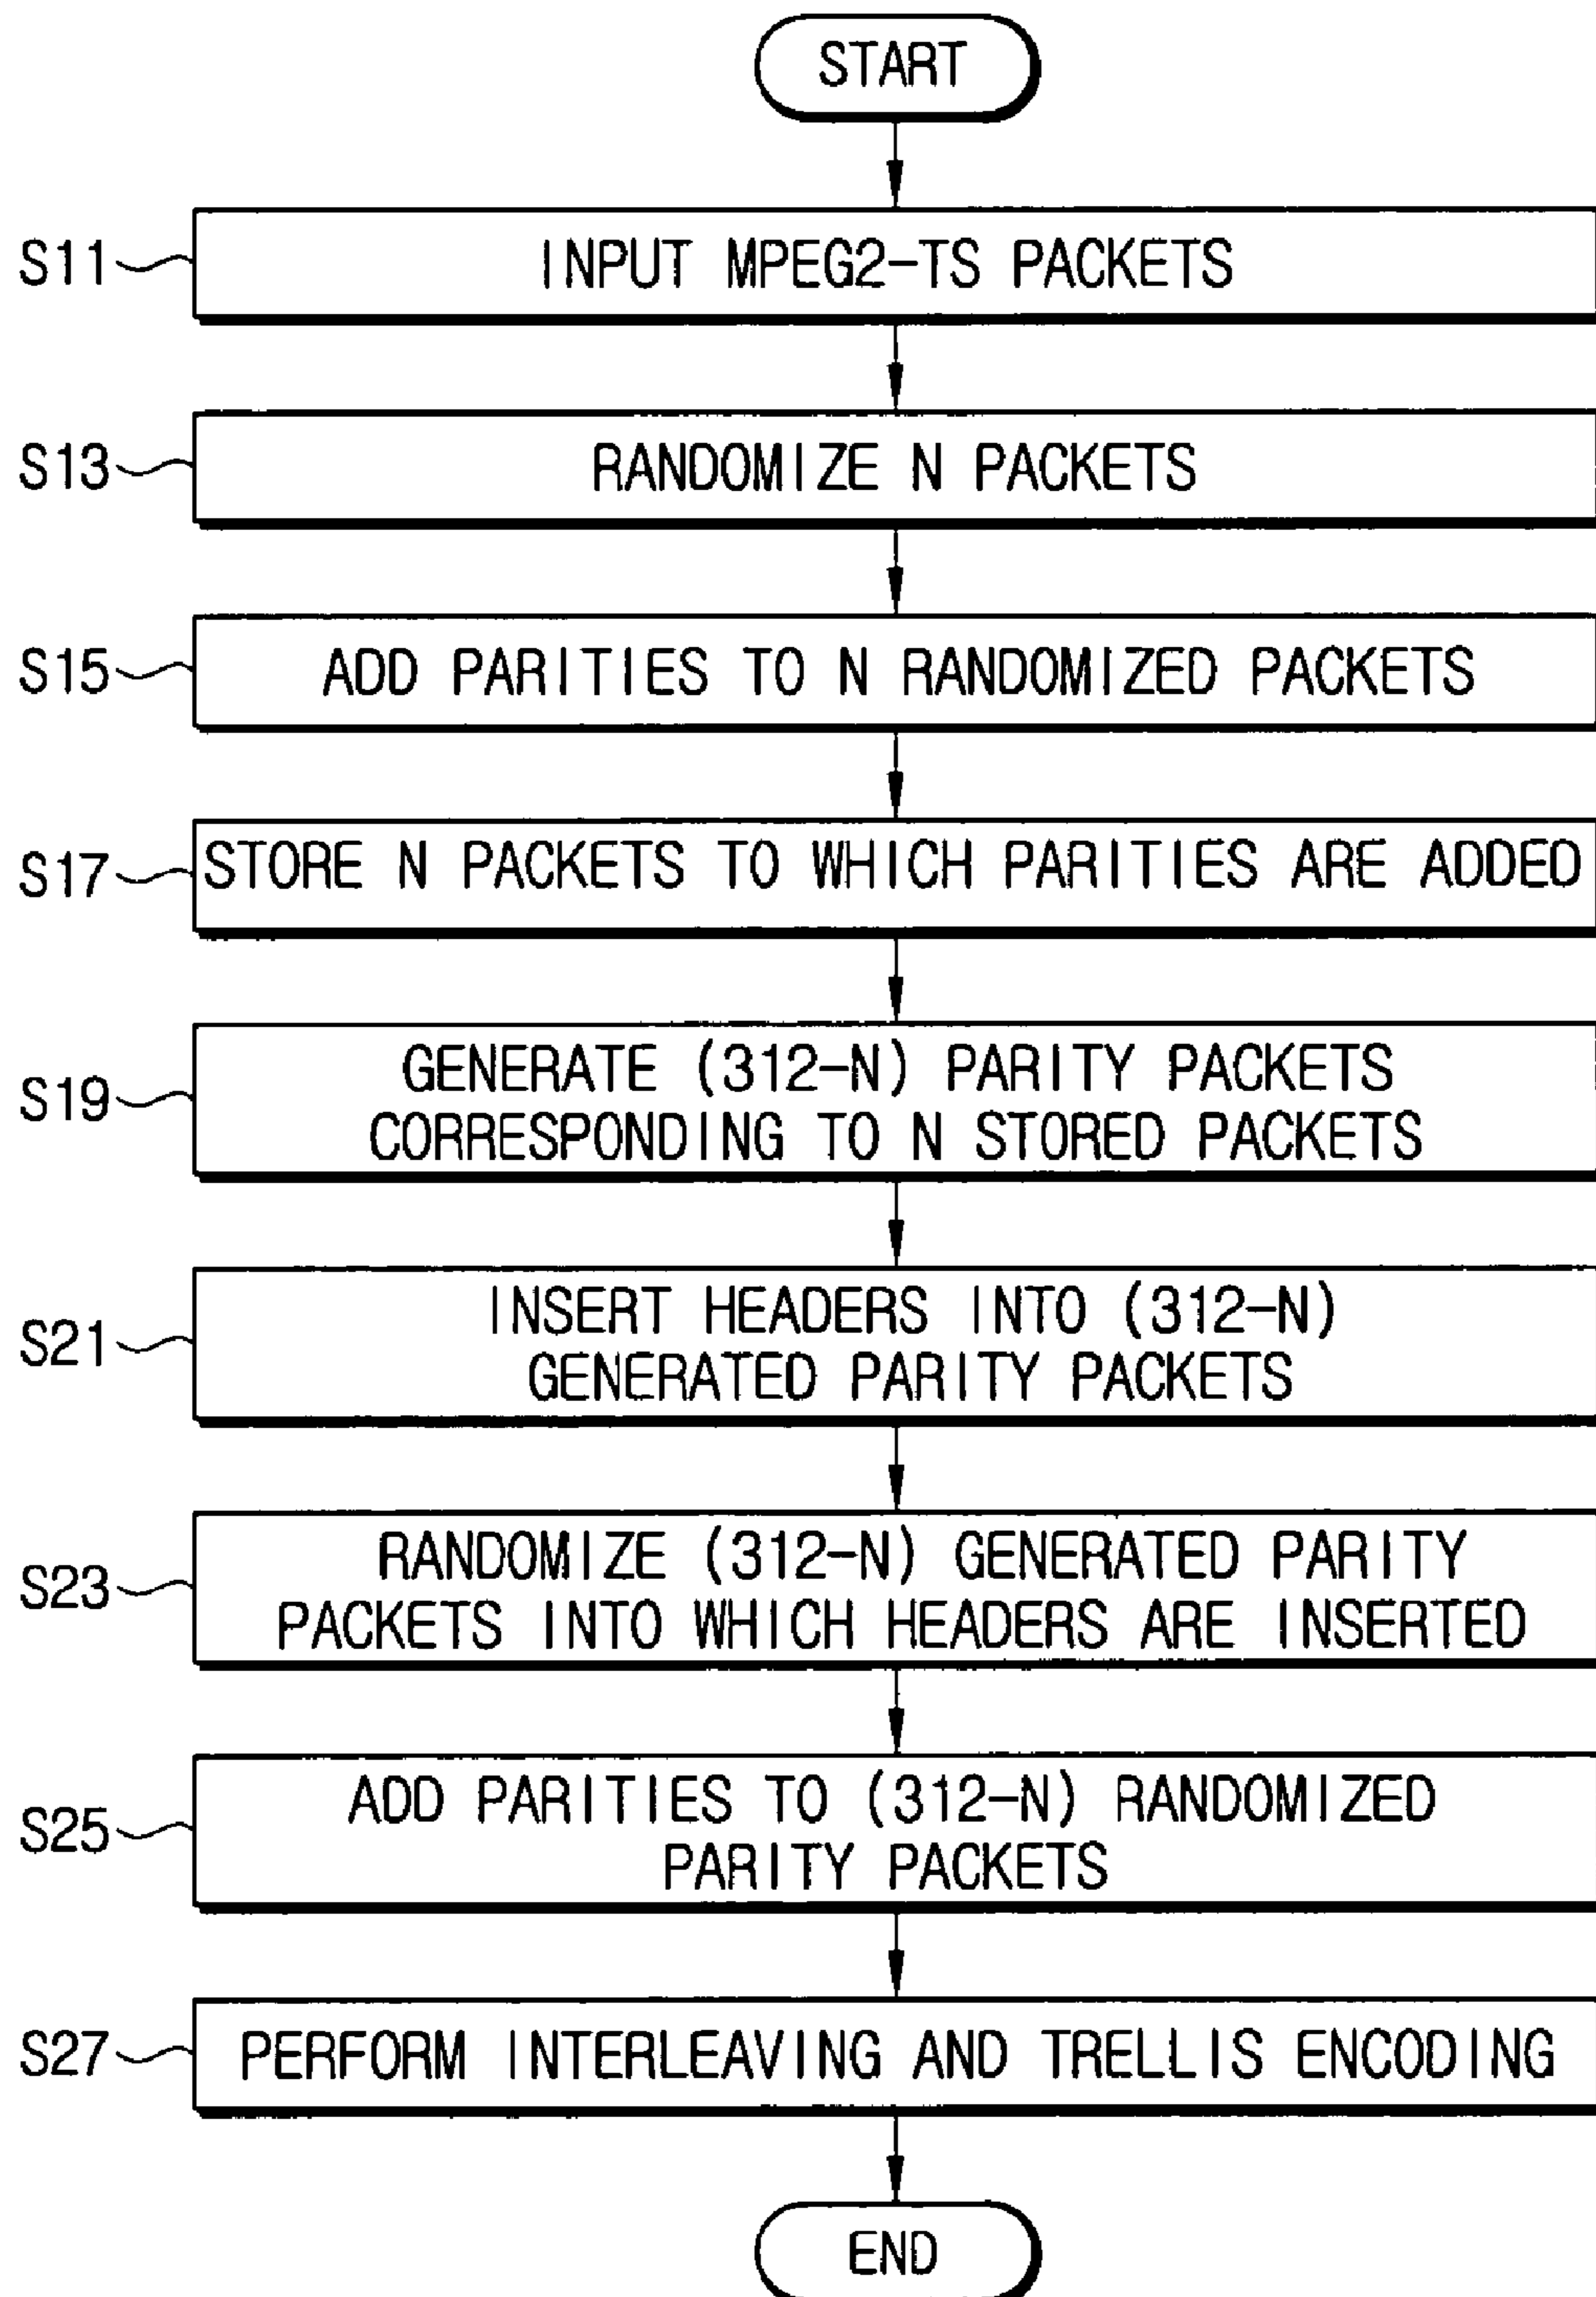 START
S11
INPUT MPEG2-TS PACKETS
S13
RANDOMIZE N PACKETS
S15
ADD PARITIES TO N RANDOMIZED PACKETS
S17
STORE N PACKETS TO WHICH PARITIES ARE ADDED
S19
GENERATE (312-N) PARITY PACKETS
CORRESPONDING TO N STORED PACKETS
S21
INSERT HEADERS INTO (312-N)
GENERATED PARITY PACKETS
S23
RANDOMIZE (312-N) GENERATED PARITY
PACKETS INTO WHICH HEADERS ARE INSERTED
S25
ADD PARITIES TO (312-N) RANDOMIZED
PARITY PACKETS
S27
PERFORM INTERLEAVING AND TRELLIS ENCODING
END